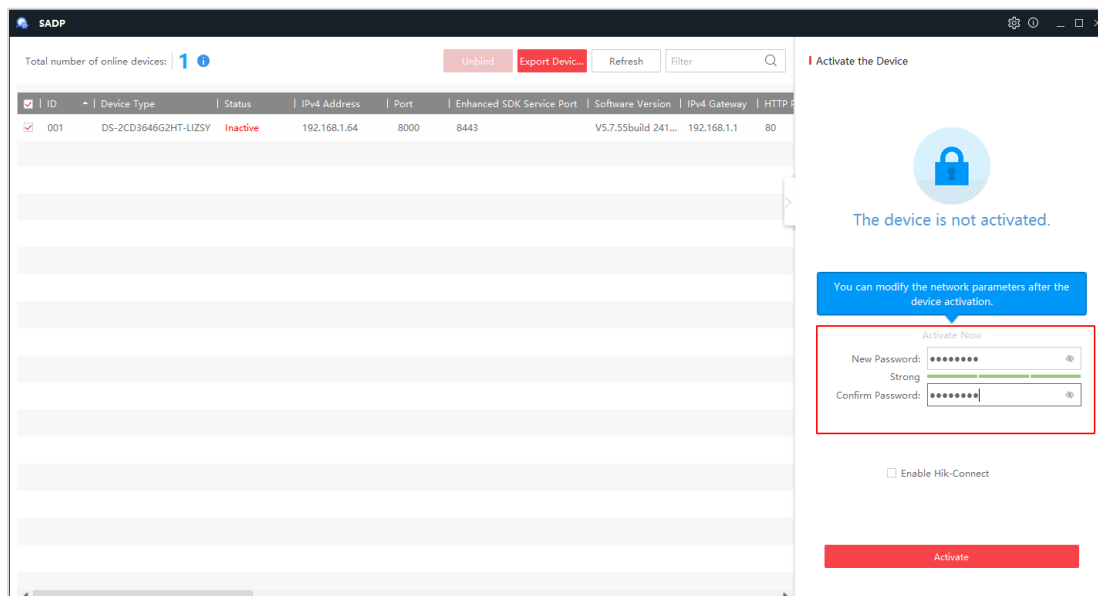 SADP
Total number of online devices: 1
Unbind
Export Devic...
Refresh
Filter
ID Device Type Status IPv4 Address Port Enhanced SDK Service Port Software Version IPv4 Gateway HTTP P
001 DS-2CD3646G2HT-LIZSY Inactive 192.168.1.64 8000 8443 V5.7.55build 241... 192.168.1.1 80
Activate the Device
The device is not activated.
You can modify the network parameters after the
device activation.
Activate Now
New Password: ●●●●●●●●
Strong
Confirm Password: ●●●●●●●●
Enable Hik-Connect
Activate